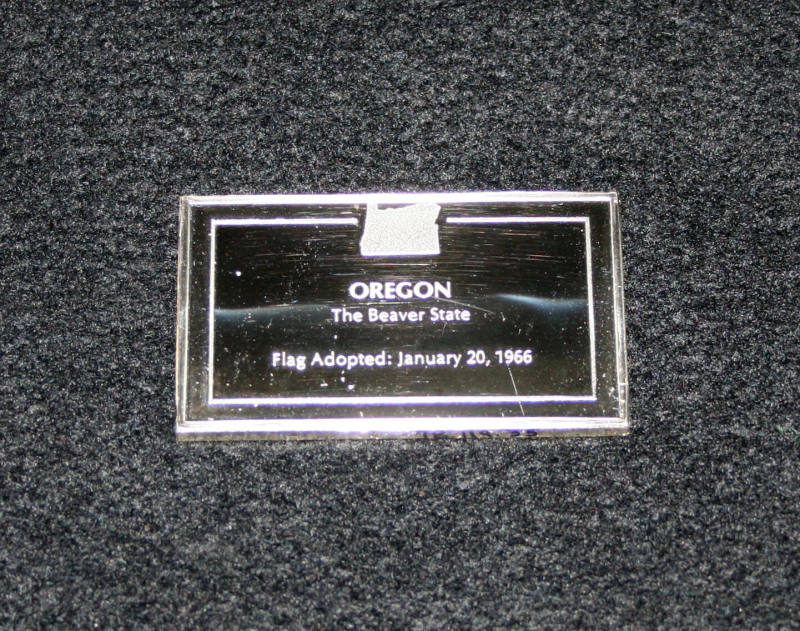 OREGON
The Beaver State
Flag Adopted: January 20, 1966